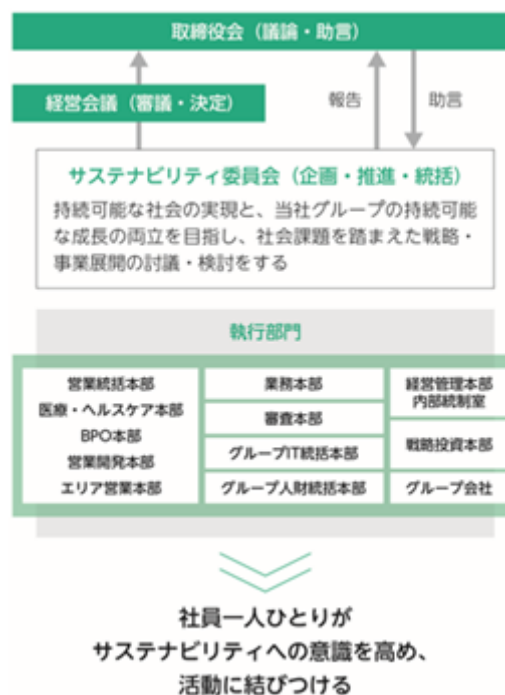 取締役会（議論・助言）
経営会議（審議・決定）
報告
助言
サステナビリティ委員会（企画・推進・統括）
持続可能な社会の実現と、当社グループの持続可能
な成長の両立を目指し、社会課題を踏まえた戦略・
事業展開の討議・検討をする
執行部門
営業統括本部
医療・ヘルスケア本部
BPO本部
営業開発本部
エリア営業本部
業務本部
審査本部
グループIT統括本部
グループ人財統括本部
経営管理本部
内部統制室
戦略投資本部
グループ会社
社員一人ひとりが
サステナビリティへの意識を高め、
活動に結びつける